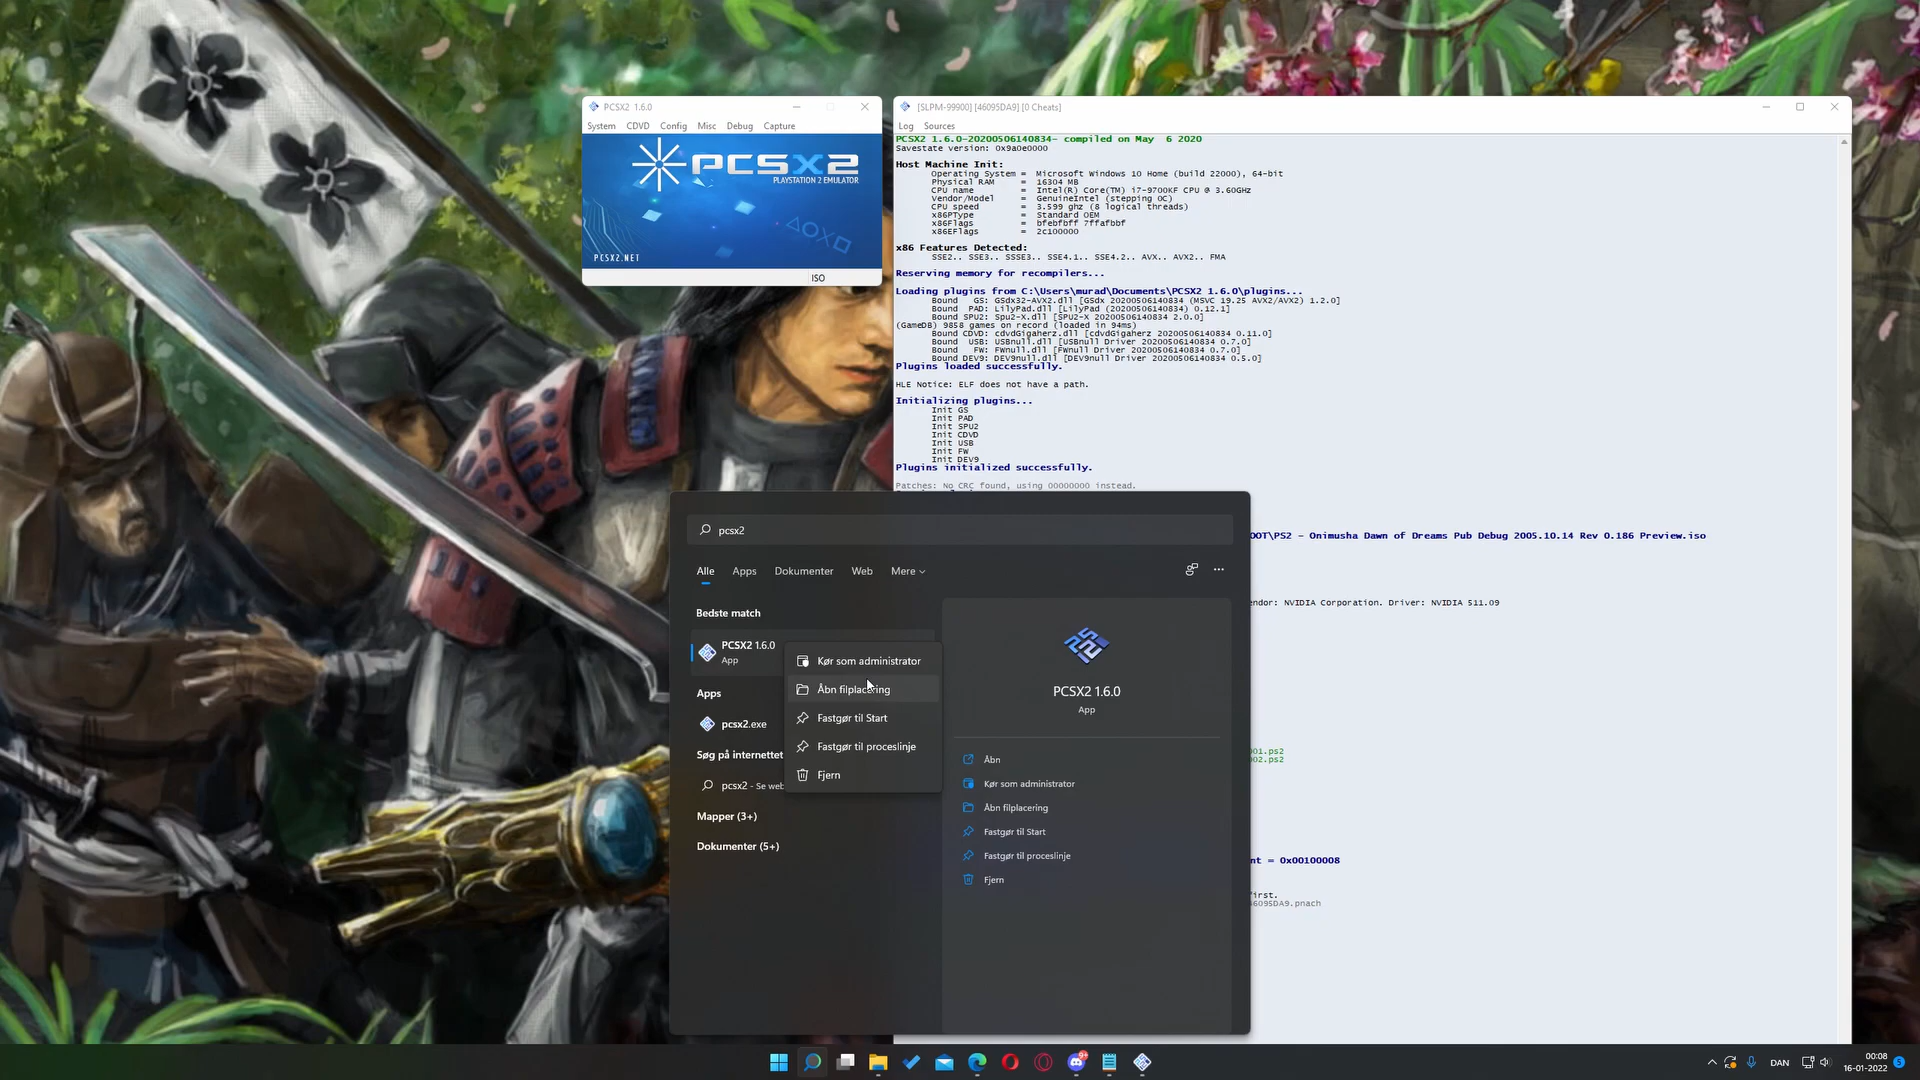 PCSX2 1.6.0
System CDVD Config Misc Debug Capture
PCSX2
PLAYSTATION 2 EMULATOR
PCSX2.NET
ISO
[SLPM-99900] [46095DA9] [0 Cheats]
Log Sources
PCSX2 1.6.0-20200506140834- compiled on May 6 2020
Savestate version: 0x9a0e0000
Host Machine Init:
Operating System = Microsoft Windows 10 Home (build 22000), 64-bit
Physical RAM = 16304 MB
CPU name = Intel(R) Core(TM) i7-9700KF CPU @ 3.60GHz
Vendor/Model = GenuineIntel (stepping 0C)
CPU speed = 3.599 ghz (8 logical threads)
x86PType = Standard OEM
x86Flags = bfebfbff 7ffafbbf
x86EFlags = 2c100000
x86 Features Detected:
SSE2.. SSE3.. SSSE3.. SSE4.1.. SSE4.2.. AVX.. AVX2.. FMA
Reserving memory for recompilers...
Loading plugins from C:\Users\murad\Documents\PCSX2 1.6.0\plugins...
Bound GS: GSdx32-AVX2.dll [GSdx 20200506140834 (MSVC 19.25 AVX2/AVX2) 1.2.0]
Bound PAD: LilyPad.dll [LilyPad (20200506140834) 0.12.1]
Bound SPU2: Spu2-X.dll [SPU2-X 20200506140834 2.0.0]
(GameDB) 9858 games on record (loaded in 94ms)
Bound CDVD: cdvdGigaherz.dll [cdvdGigaherz 20200506140834 0.11.0]
Bound USB: USBnull.dll [USBnull Driver 20200506140834 0.7.0]
Bound FW: FWnull.dll [FWnull Driver 20200506140834 0.7.0]
Bound DEV9: DEV9null.dll [DEV9null Driver 20200506140834 0.5.0]
Plugins loaded successfully.
HLE Notice: ELF does not have a path.
Initializing plugins...
Init GS
Init PAD
Init SPU2
Init CDVD
Init USB
Init FW
Init DEV9
Plugins initialized successfully.
Patches: No CRC found, using 00000000 instead.
OOT\PS2 - Onimusha Dawn of Dreams Pub Debug 2005.10.14 Rev 0.186 Preview.iso
endor: NVIDIA Corporation. Driver: NVIDIA 511.09
01.ps2
02.ps2
nt = 0x00100008
irst.
46095DA9.pnach
pcsx2
Alle Apps Dokumenter Web Mere
Bedste match
PCSX2 1.6.0
App
Apps
pcsx2.exe
Søg på internettet
pcsx2 - Se web
Mapper (3+)
Dokumenter (5+)
Kør som administrator
Åbn filplacering
Fastgør til Start
Fastgør til proceslinje
Fjern
PCSX2 1.6.0
App
Åbn
Kør som administrator
Åbn filplacering
Fastgør til Start
Fastgør til proceslinje
Fjern
9+
DAN
00:08
16-01-2022
5